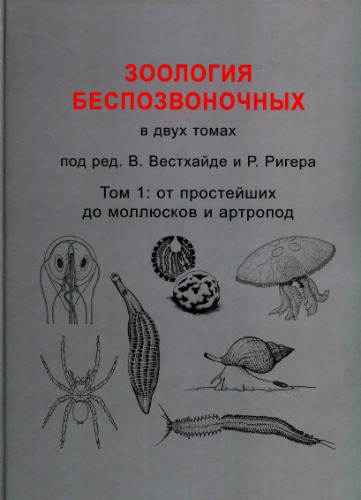 ЗООЛОГИЯ
БЕСПОЗВОНОЧНЫХ
в двух томах
под ред. В. Вестхайде и Р. Ригера
Том 1: от простейших
до моллюсков и артропод